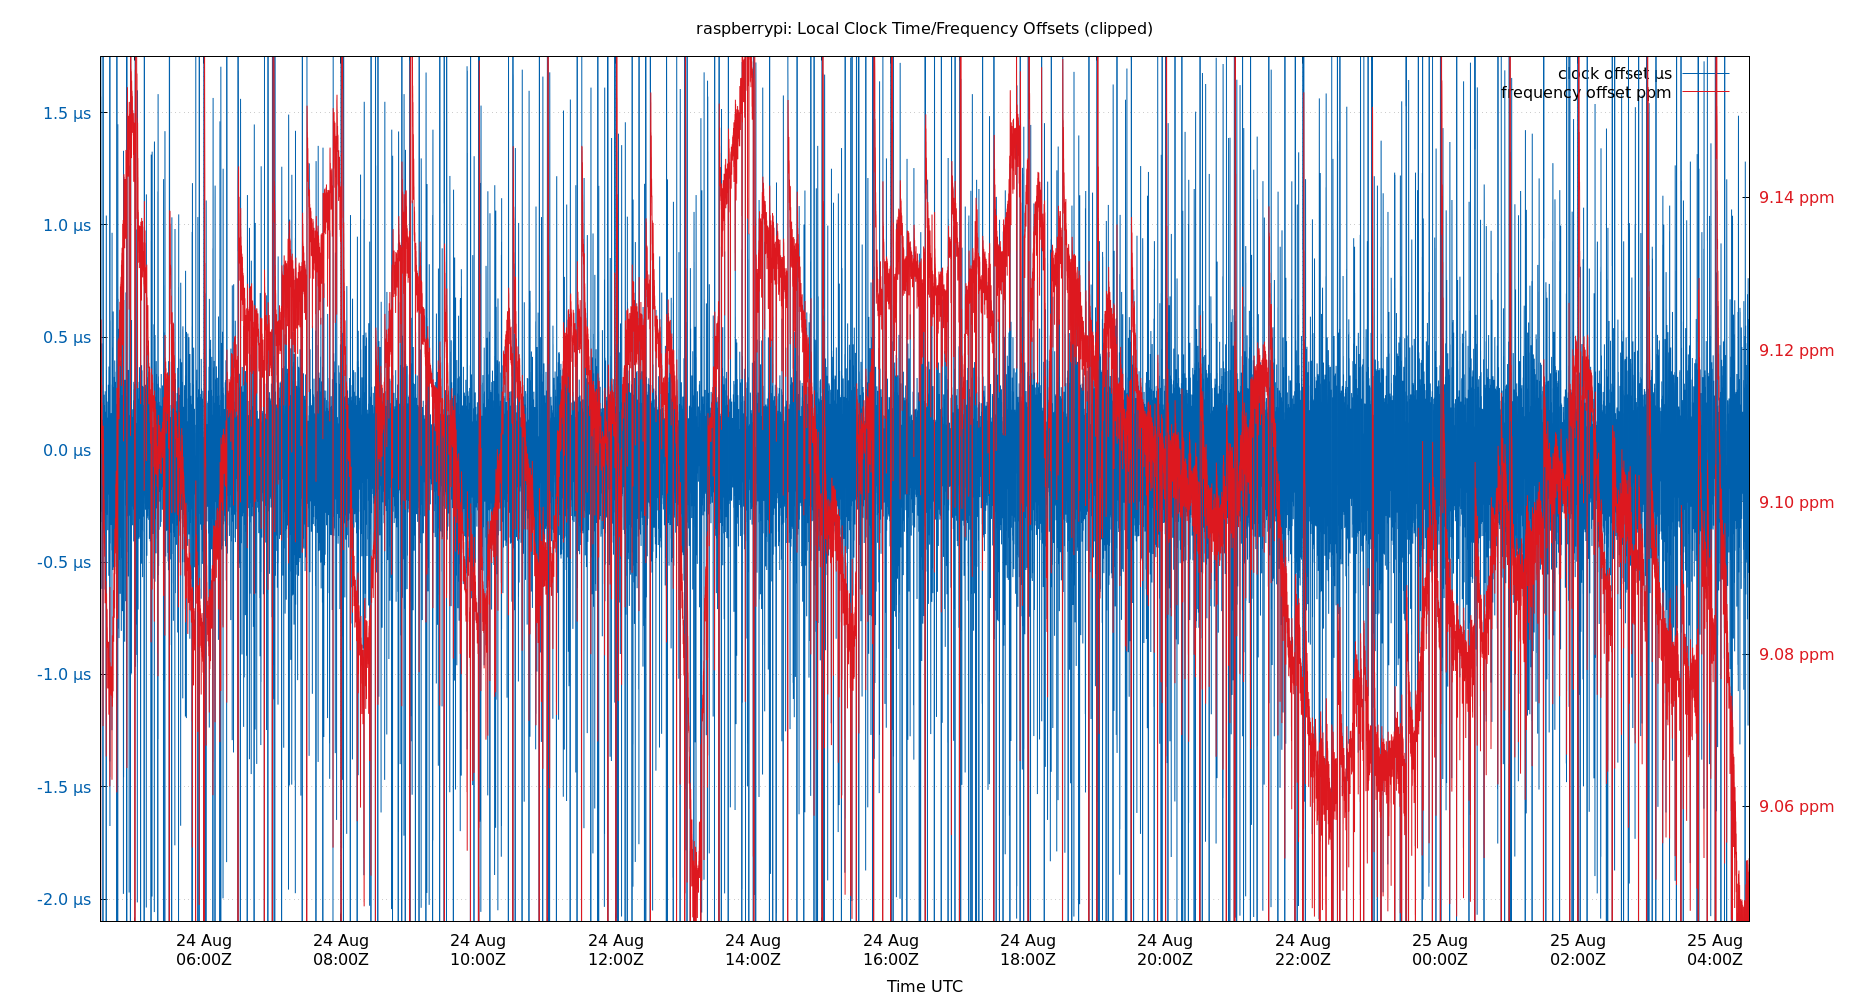 raspberrypi: Local Clock Time/Frequency Offsets (clipped)
clock offset µs
frequency offset ppm
1.5 µs
1.0 µs
0.5 µs
0.0 µs
-0.5 µs
-1.0 µs
-1.5 µs
-2.0 µs
9.14 ppm
9.12 ppm
9.10 ppm
9.08 ppm
9.06 ppm
24 Aug 24 Aug 24 Aug 24 Aug 24 Aug 24 Aug 24 Aug 24 Aug 24 Aug 25 Aug 25 Aug 25 Aug
06:00Z 08:00Z 10:00Z 12:00Z 14:00Z 16:00Z 18:00Z 20:00Z 22:00Z 00:00Z 02:00Z 04:00Z
Time UTC